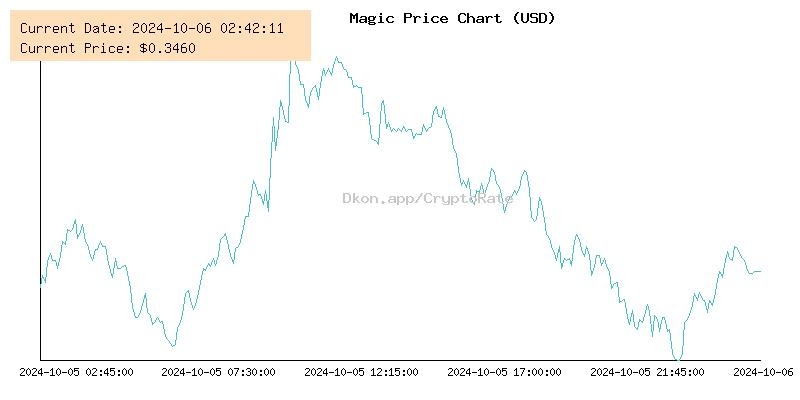 Magic Price Chart (USD)
Current Date: 2024-10-06 02:42:11
Current Price: $0.3460
Dkon.app/CryptoRate
2024-10-05 02:45:00 2024-10-05 07:30:00 2024-10-05 12:15:00 2024-10-05 17:00:00 2024-10-05 21:45:00 2024-10-06